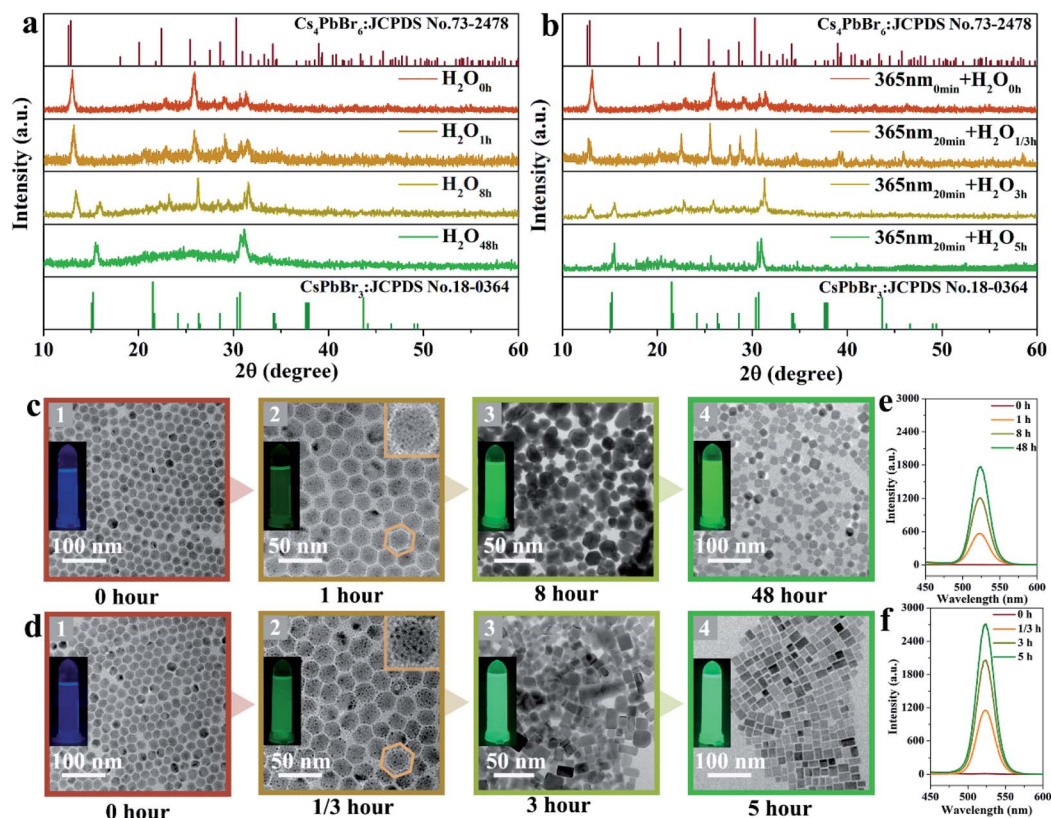 a
Cs₄PbBr₆:JCPDS No.73-2478
H₂O₀ₕ
H₂O₁ₕ
H₂O₈ₕ
H₂O₄₈ₕ
CsPbBr₃:JCPDS No.18-0364
Intensity (a.u.)
10 20 30 40 50 60
2θ (degree)
b
Cs₄PbBr₆:JCPDS No.73-2478
365nm₀ₘᵢₙ+H₂O₀ₕ
365nm₂₀ₘᵢₙ+H₂O₁/₃ₕ
365nm₂₀ₘᵢₙ+H₂O₃ₕ
365nm₂₀ₘᵢₙ+H₂O₅ₕ
CsPbBr₃:JCPDS No.18-0364
Intensity (a.u.)
10 20 30 40 50 60
2θ (degree)
c
1
100 nm
0 hour
2
50 nm
1 hour
3
50 nm
8 hour
4
100 nm
48 hour
e
3000
2400
1800
1200
600
0
Intensity (a.u.)
0 h
1 h
8 h
48 h
450 500 550 600
Wavelength (nm)
d
1
100 nm
0 hour
2
50 nm
1/3 hour
3
50 nm
3 hour
4
100 nm
5 hour
f
3000
2400
1800
1200
600
0
Intensity (a.u.)
0 h
1/3 h
3 h
5 h
450 500 550 600
Wavelength (nm)